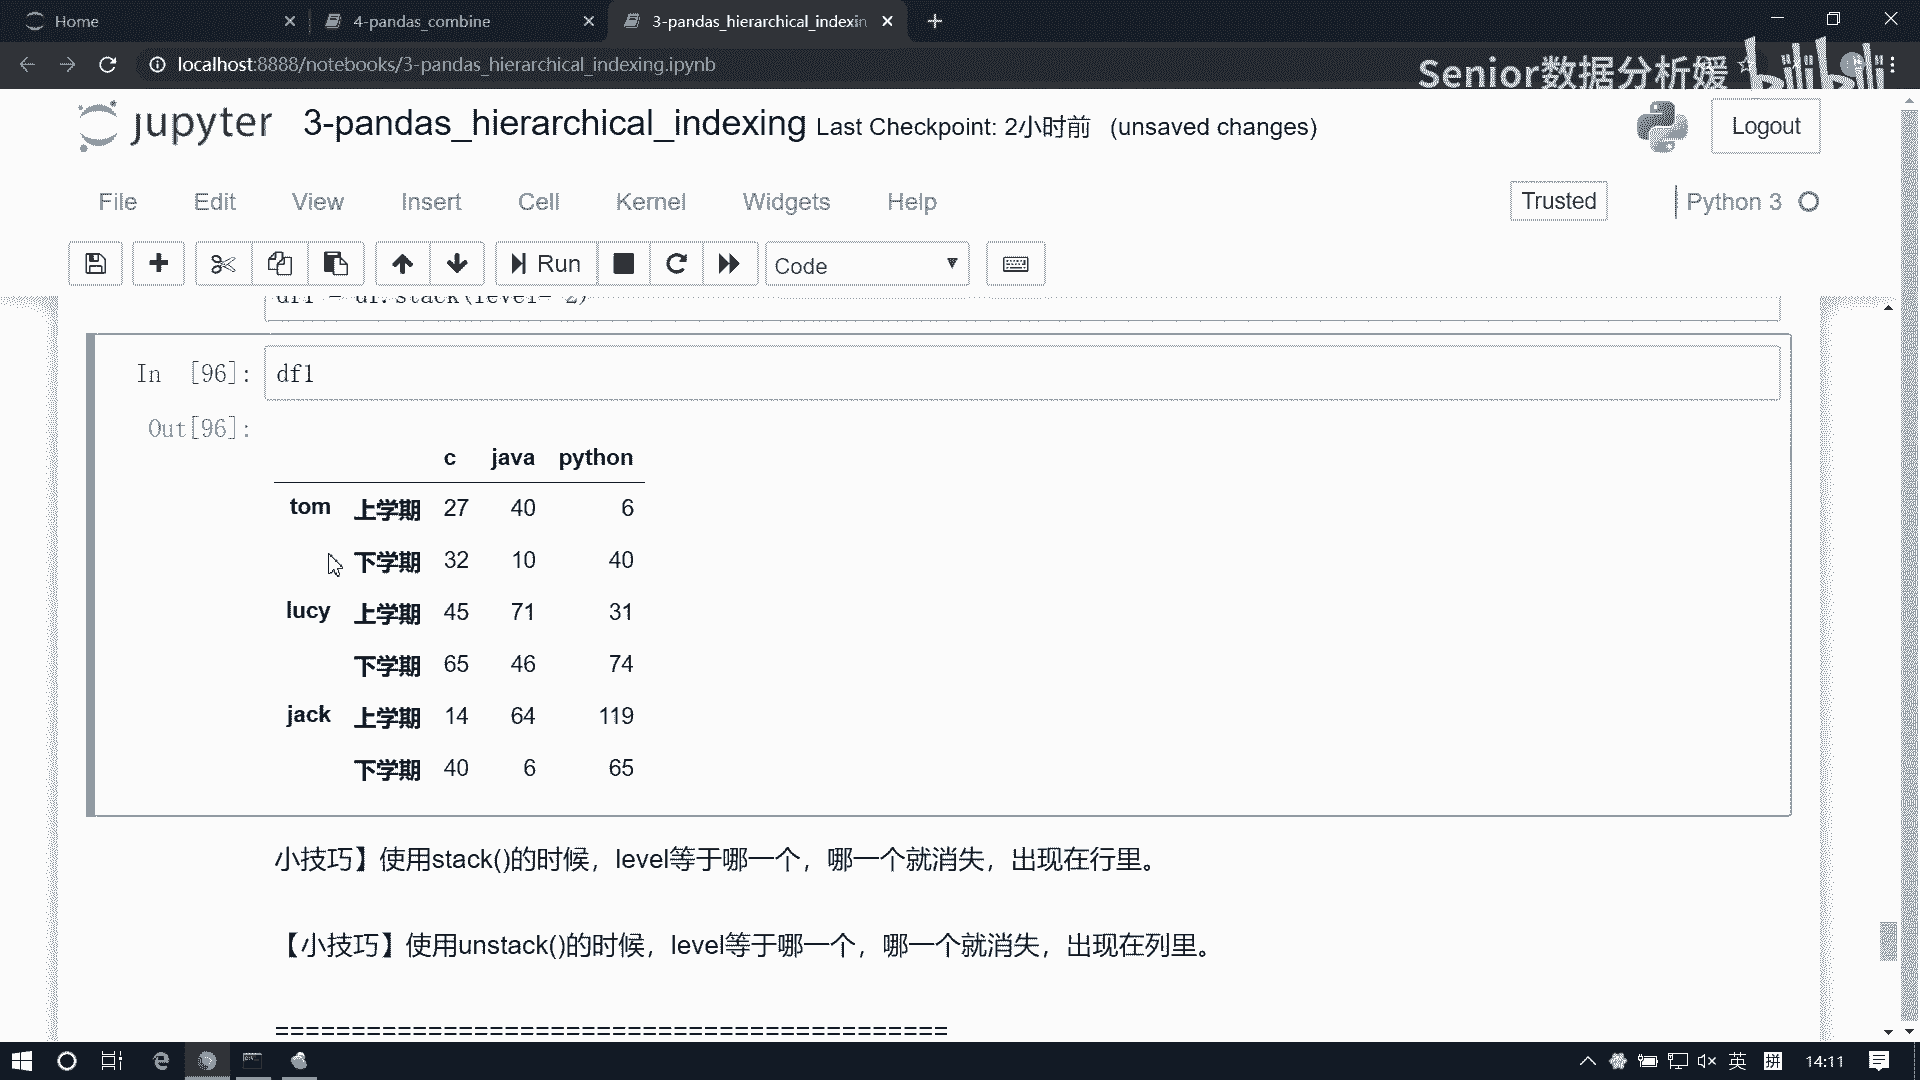 Home
4-pandas_combine
3-pandas_hierarchical_indexin
localhost:8888/notebooks/3-pandas_hierarchical_indexing.ipynb
Senior数据分析媛
bilibili
jupyter 3-pandas_hierarchical_indexing Last Checkpoint: 2小时前 (unsaved changes)
Logout
File Edit View Insert Cell Kernel Widgets Help
Trusted
Python 3
Run
Code
df1 = df.stack(level=-2)
In [96]: df1
Out[96]:
c java python
tom 上学期 27 40 6
下学期 32 10 40
lucy 上学期 45 71 31
下学期 65 46 74
jack 上学期 14 64 119
下学期 40 6 65
小技巧】使用stack()的时候，level等于哪一个，哪一个就消失，出现在行里。
【小技巧】使用unstack()的时候，level等于哪一个，哪一个就消失，出现在列里。
============================================
英
拼
14:11